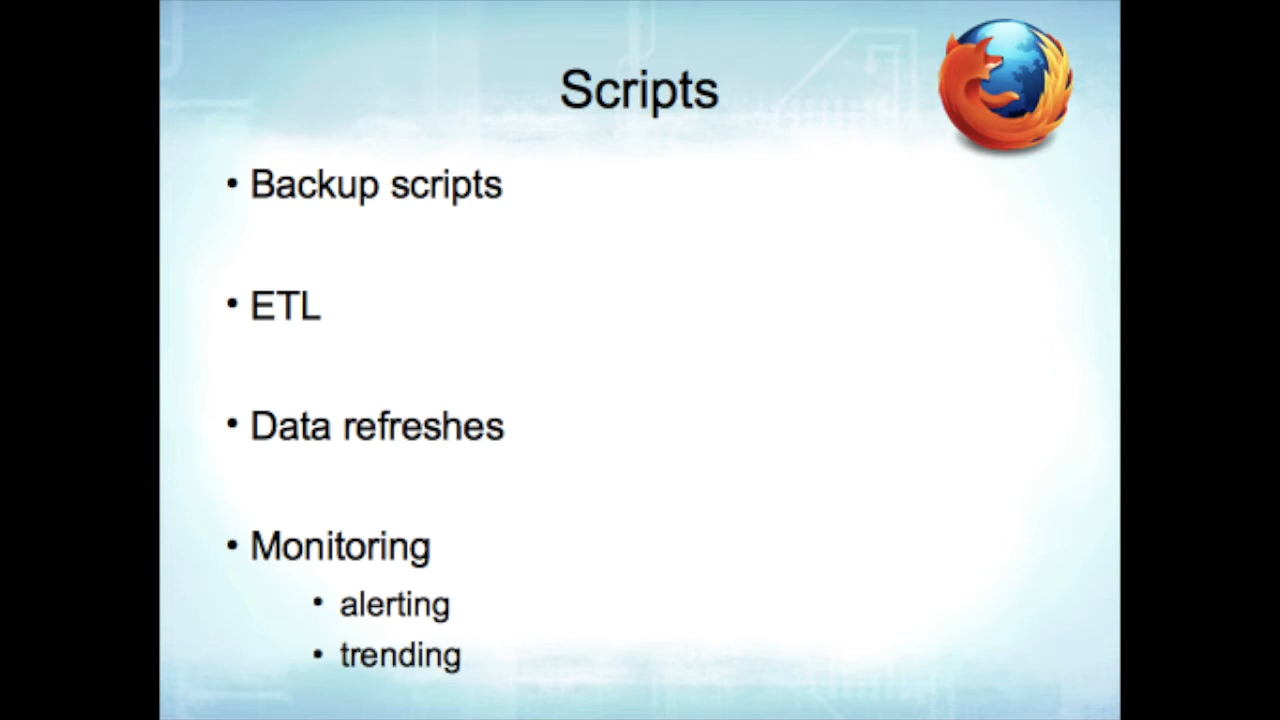 Scripts
• Backup scripts
• ETL
• Data refreshes
• Monitoring
• alerting
• trending